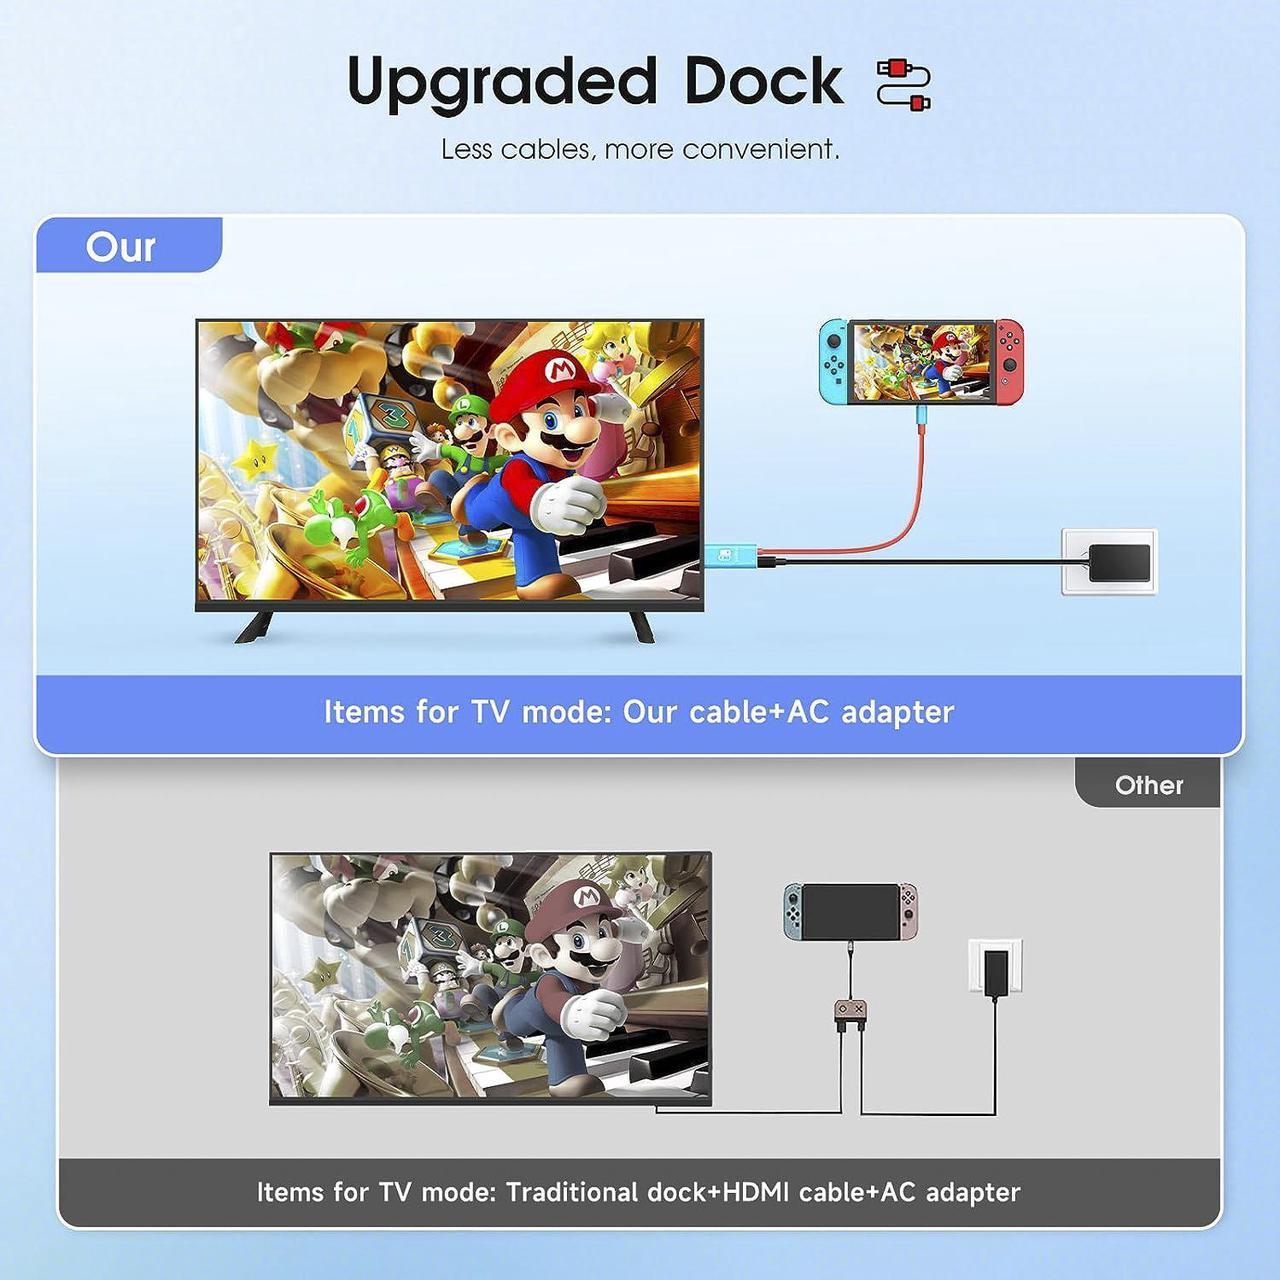 Upgraded Dock
Less cables, more convenient.
Our
Items for TV mode: Our cable+AC adapter
Other
Items for TV mode: Traditional dock+HDMI cable+AC adapter